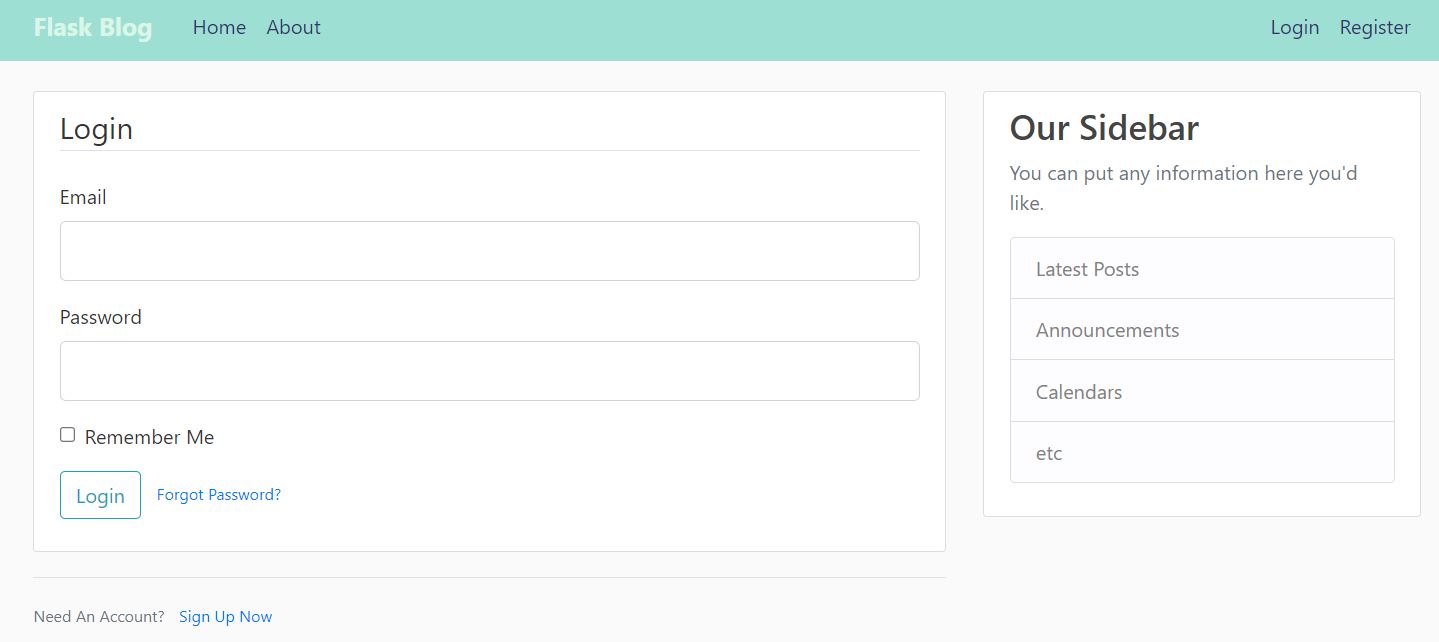 Flask Blog Home About Login Register
Login
Email
Password
Remember Me
Login Forgot Password?
Need An Account? Sign Up Now
Our Sidebar
You can put any information here you'd
like.
Latest Posts
Announcements
Calendars
etc